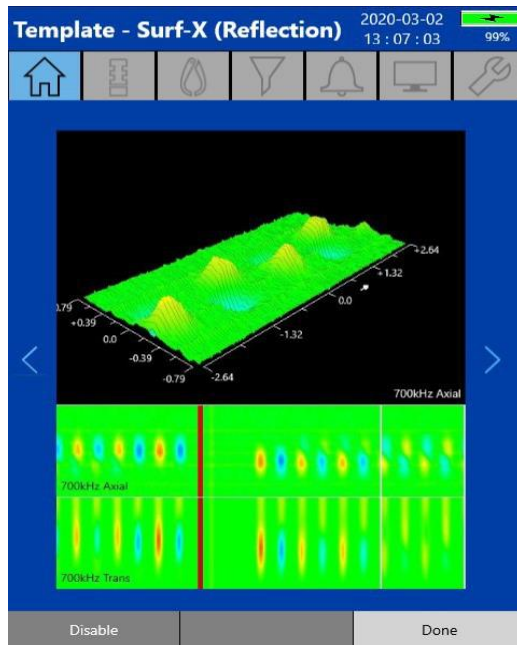 Template - Surf-X (Reflection)
2020-03-02
13 : 07 : 03
99%
+2.64
+1.32
0.0
-1.32
-2.64
0.79
+0.39
0.0
-0.39
-0.79
700kHz Axial
700kHz Axial
700kHz Trans
Disable
Done